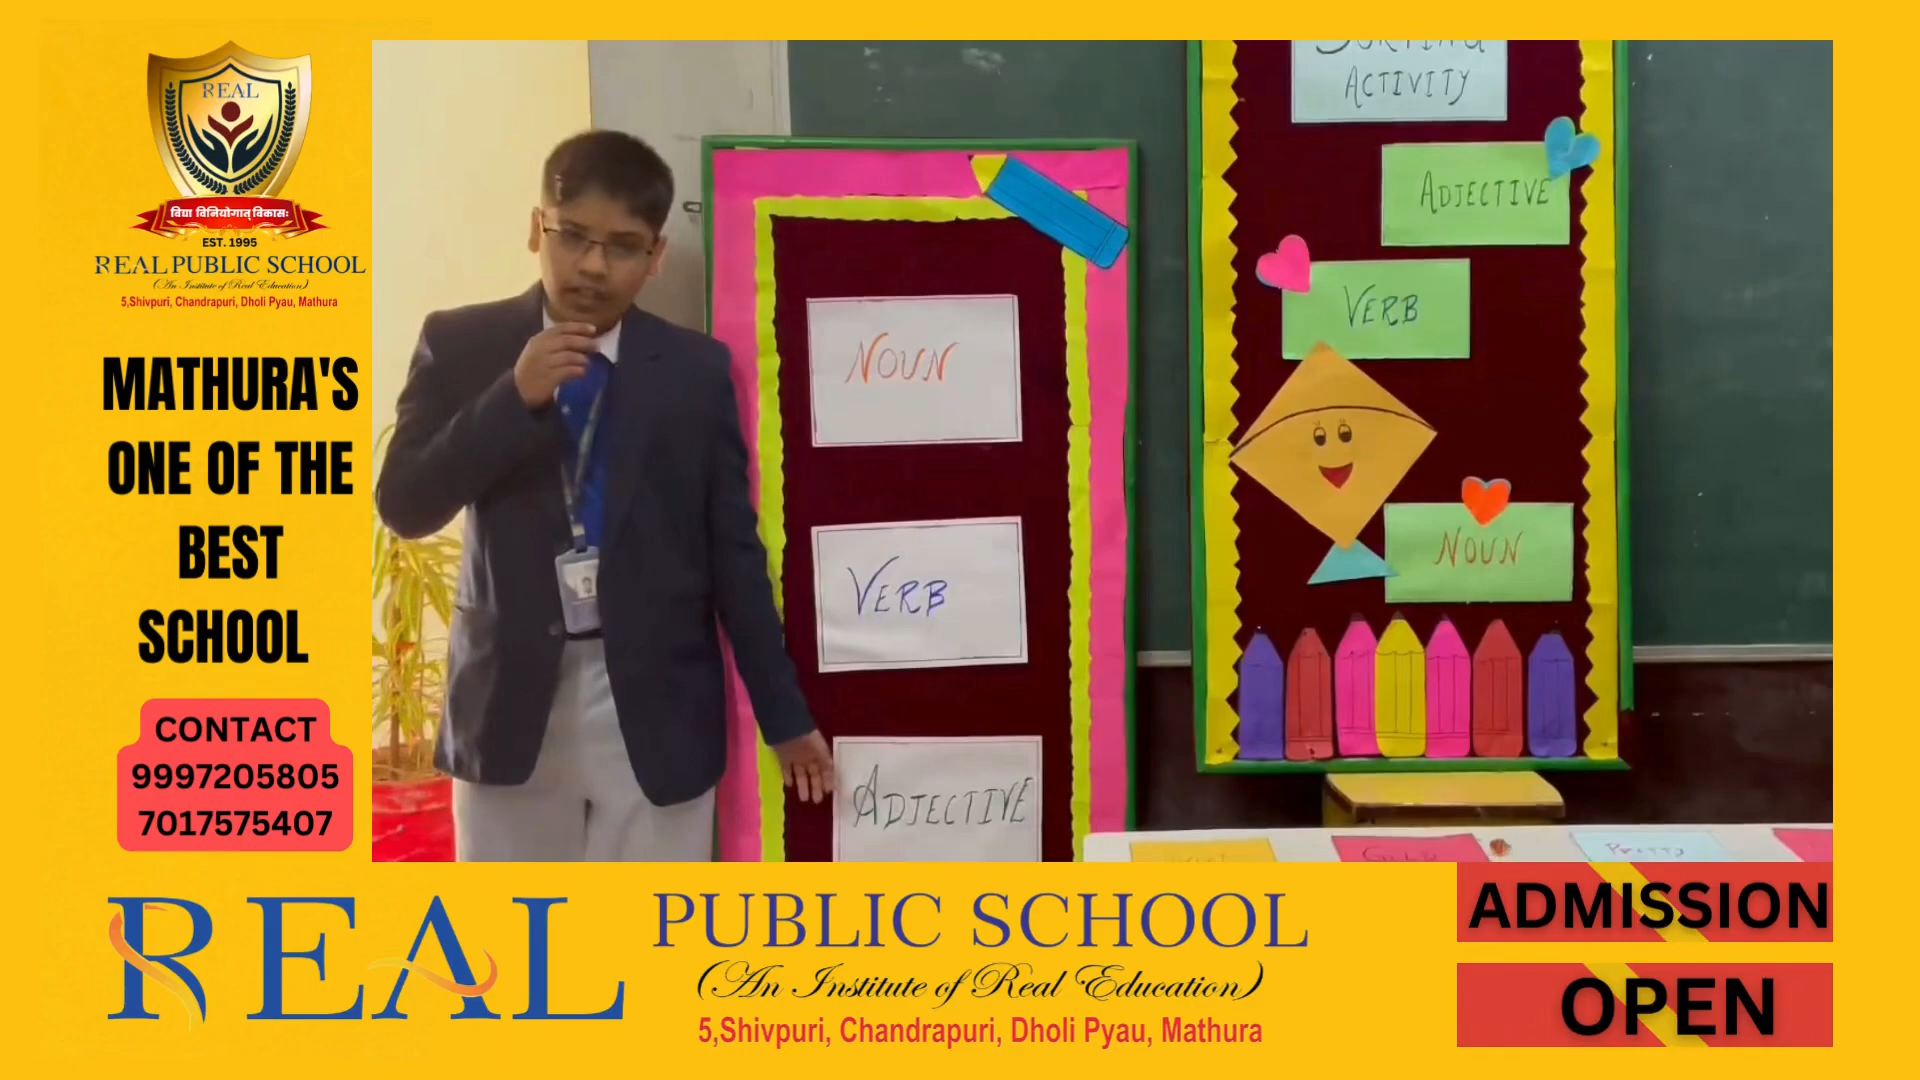 REAL
विद्या विनियोगात् विकासः
EST. 1995
REAL PUBLIC SCHOOL
(An Institute of Real Education)
5,Shivpuri, Chandrapuri, Dholi Pyau, Mathura
MATHURA'S
ONE OF THE
BEST
SCHOOL
CONTACT
9997205805
7017575407
NOUN
VERB
ADJECTIVE
SORTING
ACTIVITY
ADJECTIVE
VERB
NOUN
PRETTY
REAL PUBLIC SCHOOL
(An Institute of Real Education)
5,Shivpuri, Chandrapuri, Dholi Pyau, Mathura
ADMISSION
OPEN